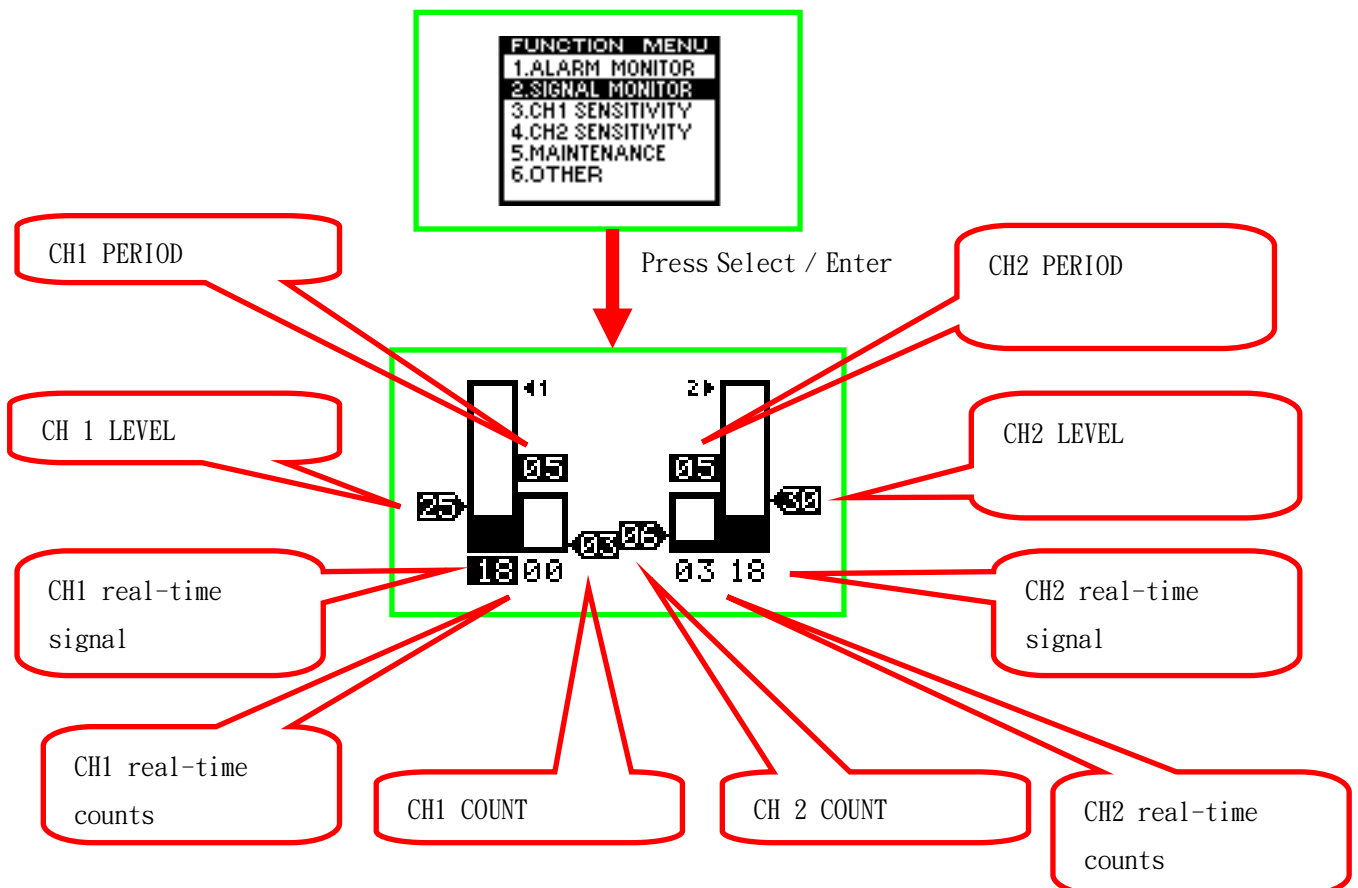 FUNCTION MENU
1.ALARM MONITOR
2.SIGNAL MONITOR
3.CH1 SENSITIVITY
4.CH2 SENSITIVITY
5.MAINTENANCE
6.OTHER
CH1 PERIOD
Press Select / Enter
CH2 PERIOD
1
2
CH 1 LEVEL
CH2 LEVEL
05
05
25
30
03
06
18 00
03 18
CH1 real-time
signal
CH2 real-time
signal
CH1 real-time
counts
CH1 COUNT
CH 2 COUNT
CH2 real-time
counts